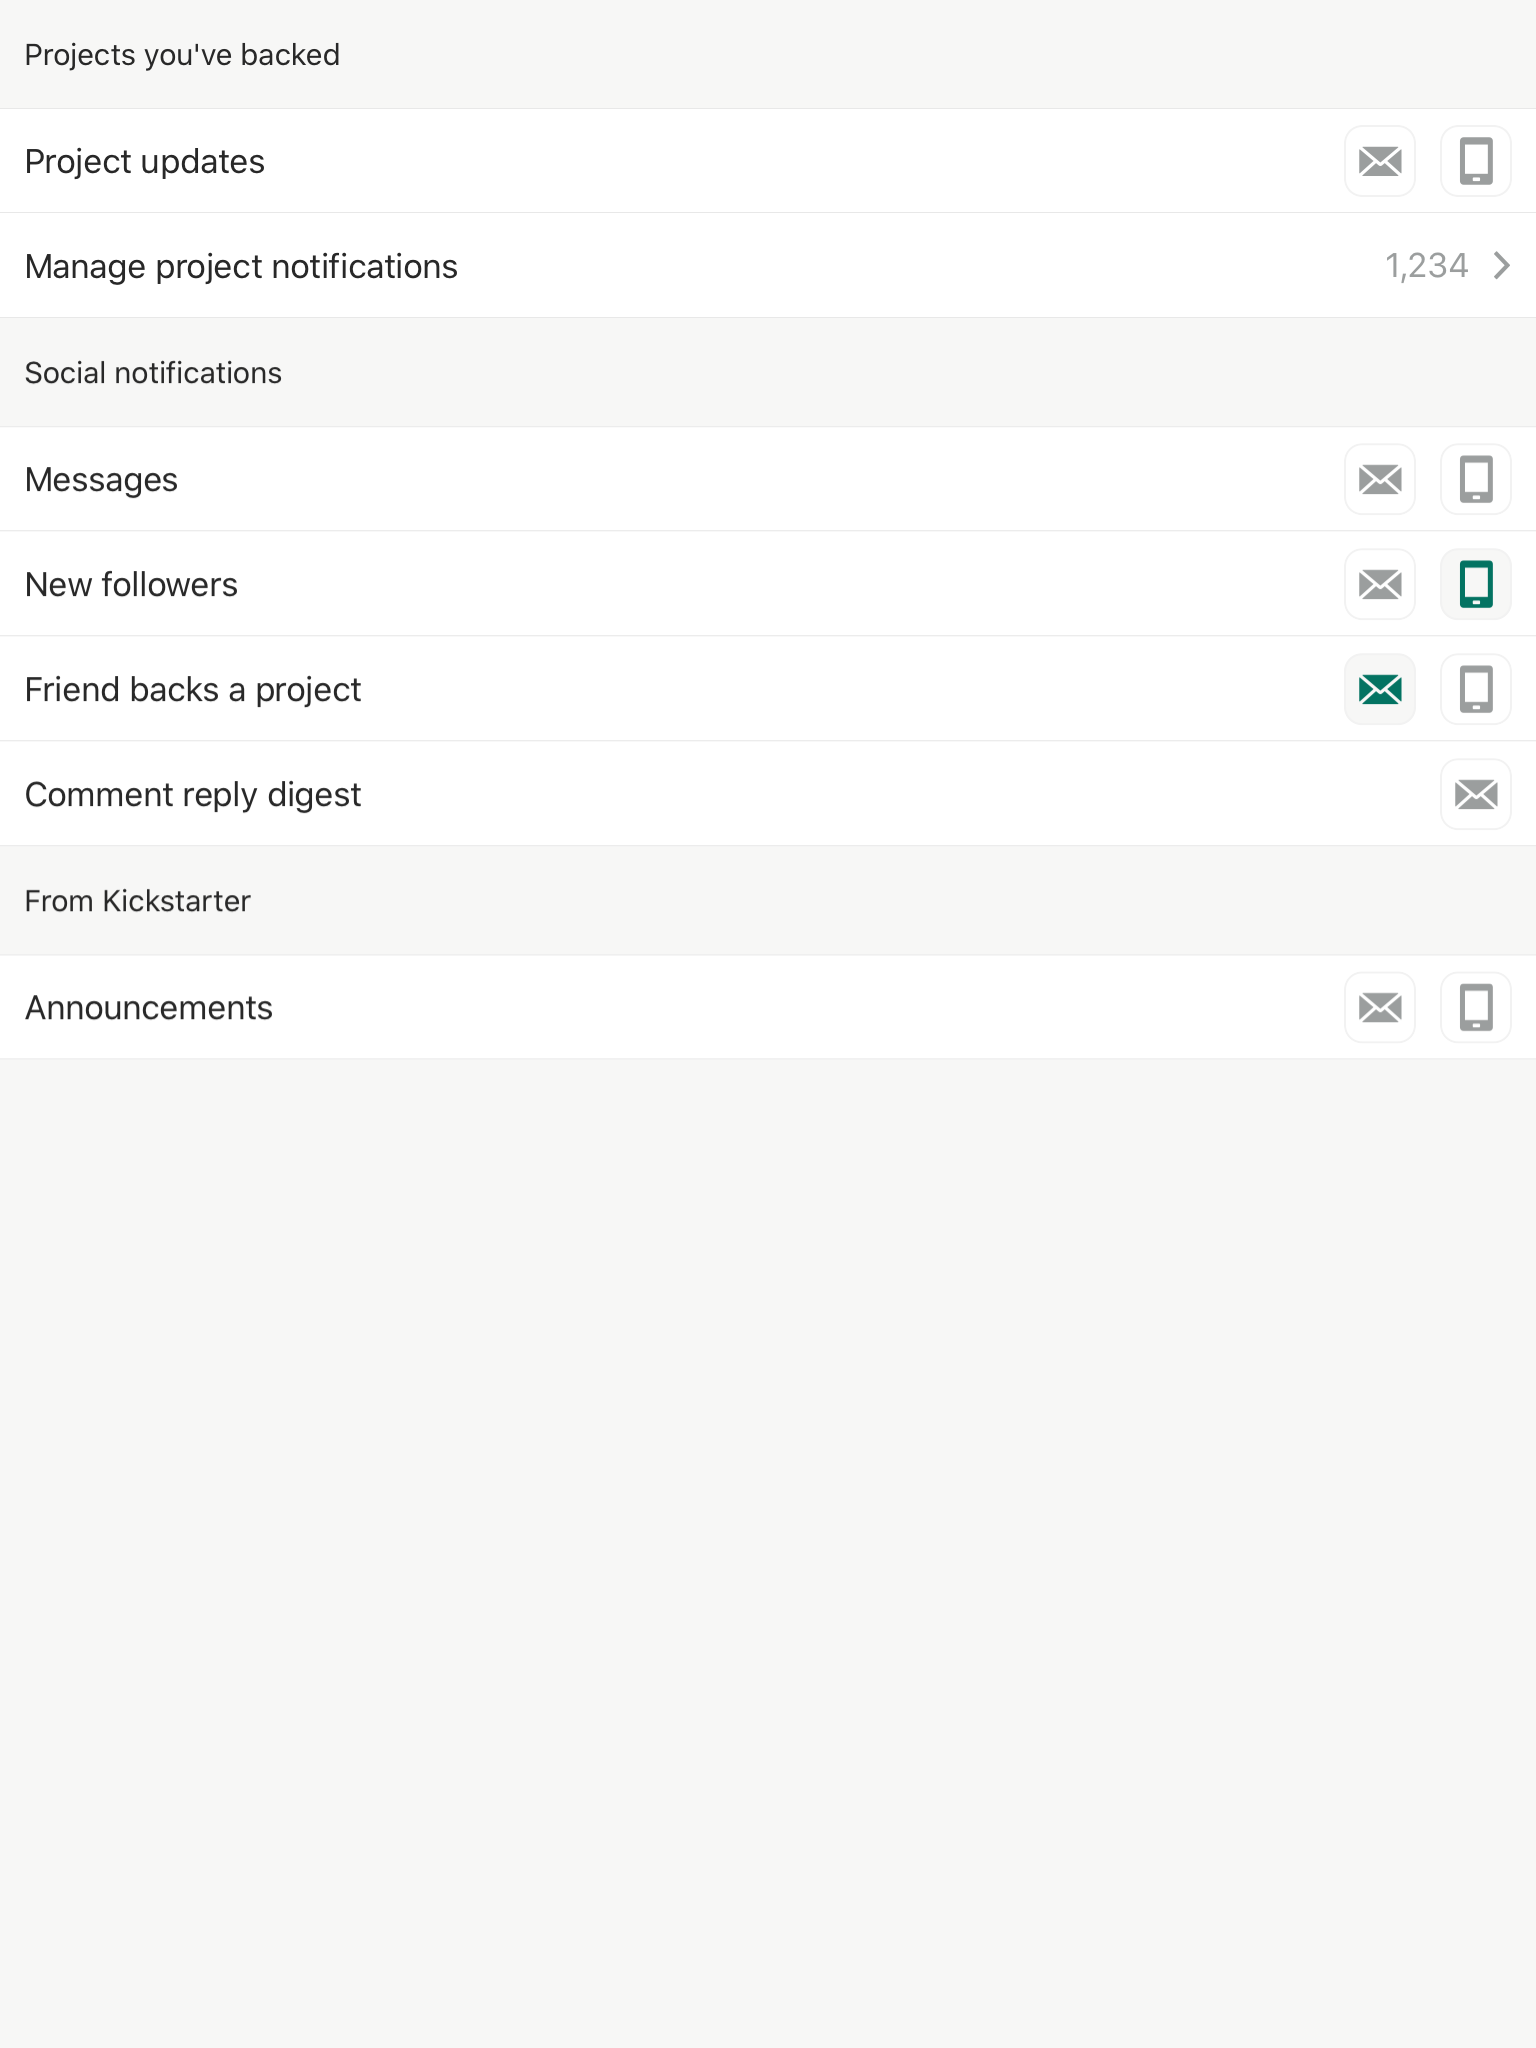 Projects you've backed
Project updates
Manage project notifications 1,234
Social notifications
Messages
New followers
Friend backs a project
Comment reply digest
From Kickstarter
Announcements